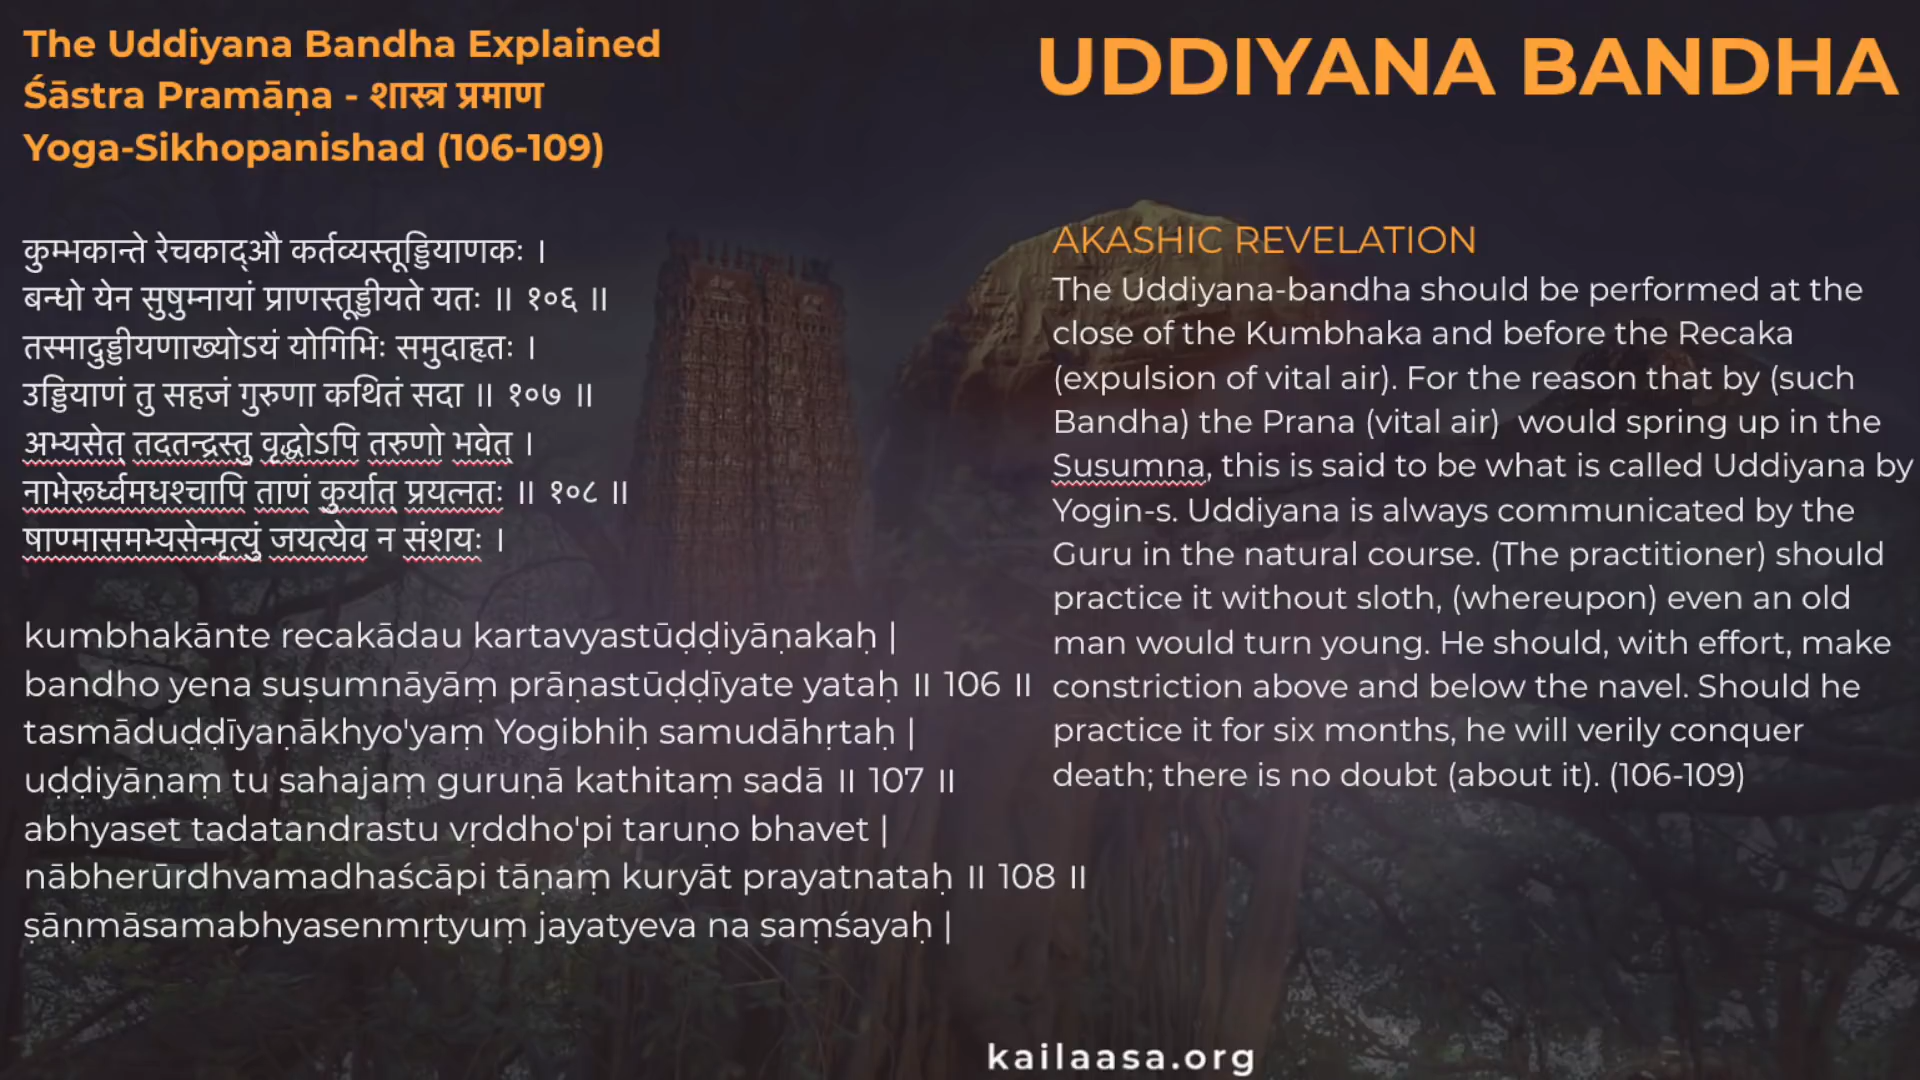 The Uddiyana Bandha Explained
Śāstra Pramāṇa - शास्त्र प्रमाण
Yoga-Sikhopanishad (106-109)
कुम्भकान्ते रेचकाद्औ कर्तव्यस्तूड्डियाणकः ।
बन्धो येन सुषुम्नायां प्राणस्तूड्डीयते यतः ॥ १०६ ॥
तस्मादुड्डीयणाख्योऽयं योगिभिः समुदाहृतः ।
उड्डियाणं तु सहजं गुरुणा कथितं सदा ॥ १०७ ॥
अभ्यसेत् तदतन्द्रस्तु वृद्धोऽपि तरुणो भवेत् ।
नाभेरूर्ध्वमधश्चापि ताणं कुर्यात् प्रयत्नतः ॥ १०८ ॥
षाण्मासमभ्यसेन्मृत्युं जयत्येव न संशयः ।
kumbhakānte recakādau kartavyastūḍḍiyāṇakaḥ |
bandho yena suṣumnāyāṃ prāṇastūḍḍīyate yataḥ ॥ 106 ॥
tasmāduḍḍīyaṇākhyo'yaṃ Yogibhiḥ samudāhṛtaḥ |
uḍḍiyāṇaṃ tu sahajaṃ guruṇā kathitaṃ sadā ॥ 107 ॥
abhyaset tadatandrastu vṛddho'pi taruṇo bhavet |
nābherūrdhvamadhaścāpi tāṇaṃ kuryāt prayatnataḥ ॥ 108 ॥
ṣāṇmāsamabhyasenmṛtyuṃ jayatyeva na saṃśayaḥ |
UDDIYANA BANDHA
AKASHIC REVELATION
The Uddiyana-bandha should be performed at the
close of the Kumbhaka and before the Recaka
(expulsion of vital air). For the reason that by (such
Bandha) the Prana (vital air)  would spring up in the
Susumna, this is said to be what is called Uddiyana by
Yogin-s. Uddiyana is always communicated by the
Guru in the natural course. (The practitioner) should
practice it without sloth, (whereupon) even an old
man would turn young. He should, with effort, make
constriction above and below the navel. Should he
practice it for six months, he will verily conquer
death; there is no doubt (about it). (106-109)
kailaasa.org